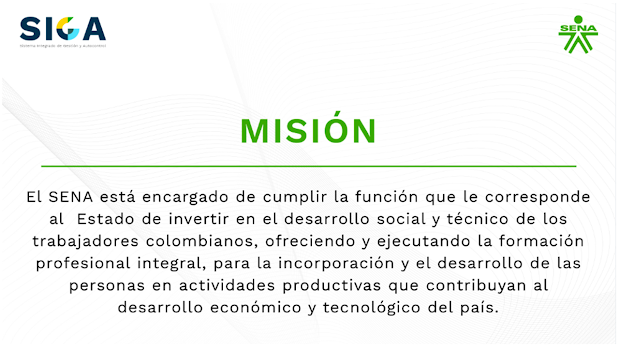 SIGA
Sistema integrado de gestión y autocontrol
SENA
MISIÓN
El SENA está encargado de cumplir la función que le corresponde
al Estado de invertir en el desarrollo social y técnico de los
trabajadores colombianos, ofreciendo y ejecutando la formación
profesional integral, para la incorporación y el desarrollo de las
personas en actividades productivas que contribuyan al
desarrollo económico y tecnológico del país.